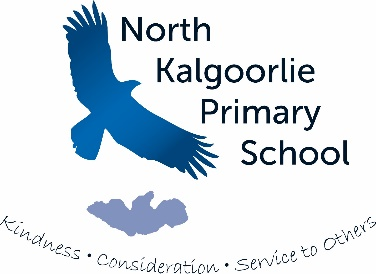 North
Kalgoorlie
Primary
School
Kindness • Consideration • Service to Others